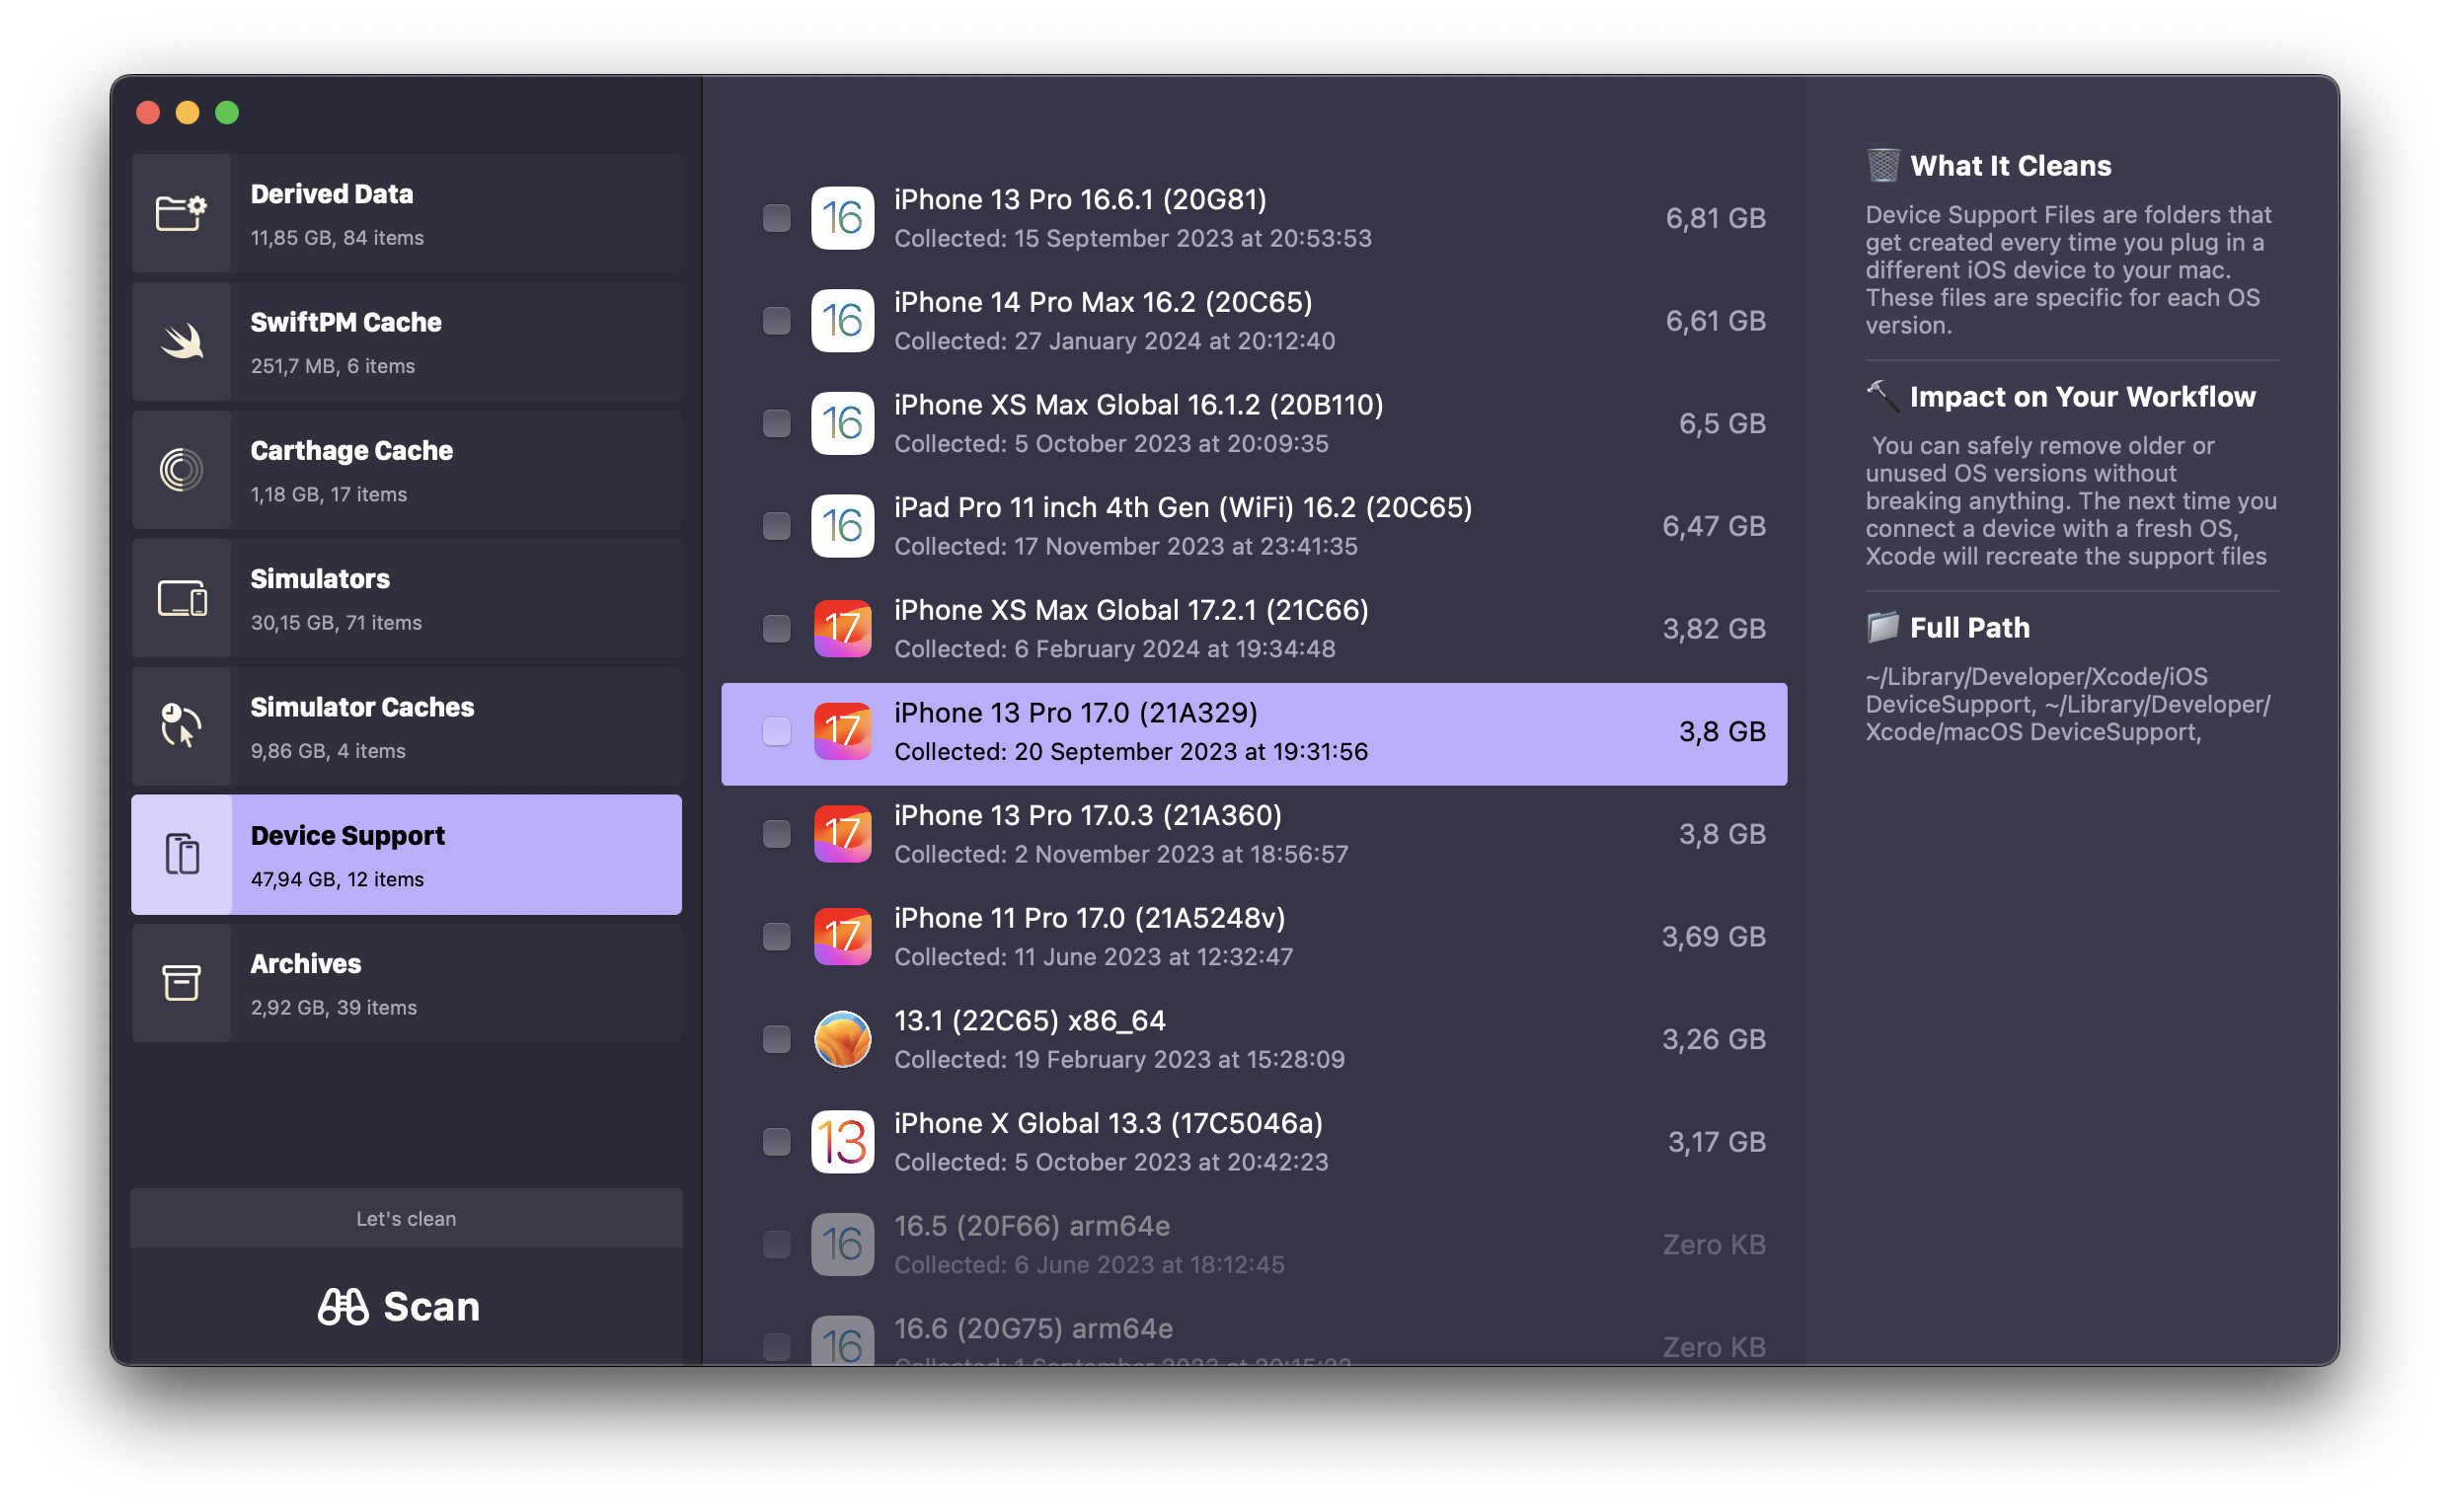 Derived Data
11,85 GB, 84 items
SwiftPM Cache
251,7 MB, 6 items
Carthage Cache
1,18 GB, 17 items
Simulators
30,15 GB, 71 items
Simulator Caches
9,86 GB, 4 items
Device Support
47,94 GB, 12 items
Archives
2,92 GB, 39 items
Let's clean
Scan
16 iPhone 13 Pro 16.6.1 (20G81)
Collected: 15 September 2023 at 20:53:53
6,81 GB
16 iPhone 14 Pro Max 16.2 (20C65)
Collected: 27 January 2024 at 20:12:40
6,61 GB
16 iPhone XS Max Global 16.1.2 (20B110)
Collected: 5 October 2023 at 20:09:35
6,5 GB
16 iPad Pro 11 inch 4th Gen (WiFi) 16.2 (20C65)
Collected: 17 November 2023 at 23:41:35
6,47 GB
17 iPhone XS Max Global 17.2.1 (21C66)
Collected: 6 February 2024 at 19:34:48
3,82 GB
17 iPhone 13 Pro 17.0 (21A329)
Collected: 20 September 2023 at 19:31:56
3,8 GB
17 iPhone 13 Pro 17.0.3 (21A360)
Collected: 2 November 2023 at 18:56:57
3,8 GB
17 iPhone 11 Pro 17.0 (21A5248v)
Collected: 11 June 2023 at 12:32:47
3,69 GB
13.1 (22C65) x86_64
Collected: 19 February 2023 at 15:28:09
3,26 GB
13 iPhone X Global 13.3 (17C5046a)
Collected: 5 October 2023 at 20:42:23
3,17 GB
16 16.5 (20F66) arm64e
Collected: 6 June 2023 at 18:12:45
Zero KB
16 16.6 (20G75) arm64e
Collected: 1 September 2023 at
Zero KB
What It Cleans
Device Support Files are folders that
get created every time you plug in a
different iOS device to your mac.
These files are specific for each OS
version.
Impact on Your Workflow
You can safely remove older or
unused OS versions without
breaking anything. The next time you
connect a device with a fresh OS,
Xcode will recreate the support files
Full Path
~/Library/Developer/Xcode/iOS
DeviceSupport, ~/Library/Developer/
Xcode/macOS DeviceSupport,